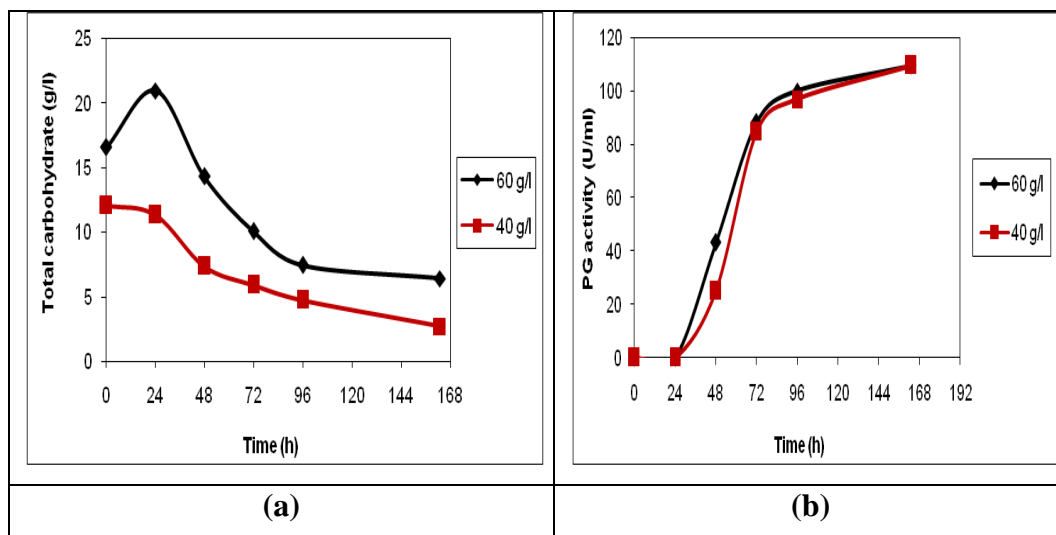 Total carbohydrate (g/l)
25
20
15
10
5
0
0 24 48 72 96 120 144 168
Time (h)
60 g/l
40 g/l
(a)
PG activity (U/ml)
120
100
80
60
40
20
0
0 24 48 72 96 120 144 168 192
Time (h)
60 g/l
40 g/l
(b)